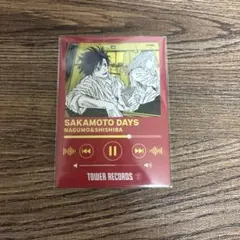 SAKAMOTO DAYS
NAGUMO&SHISHIBA
TOWER RECORDS